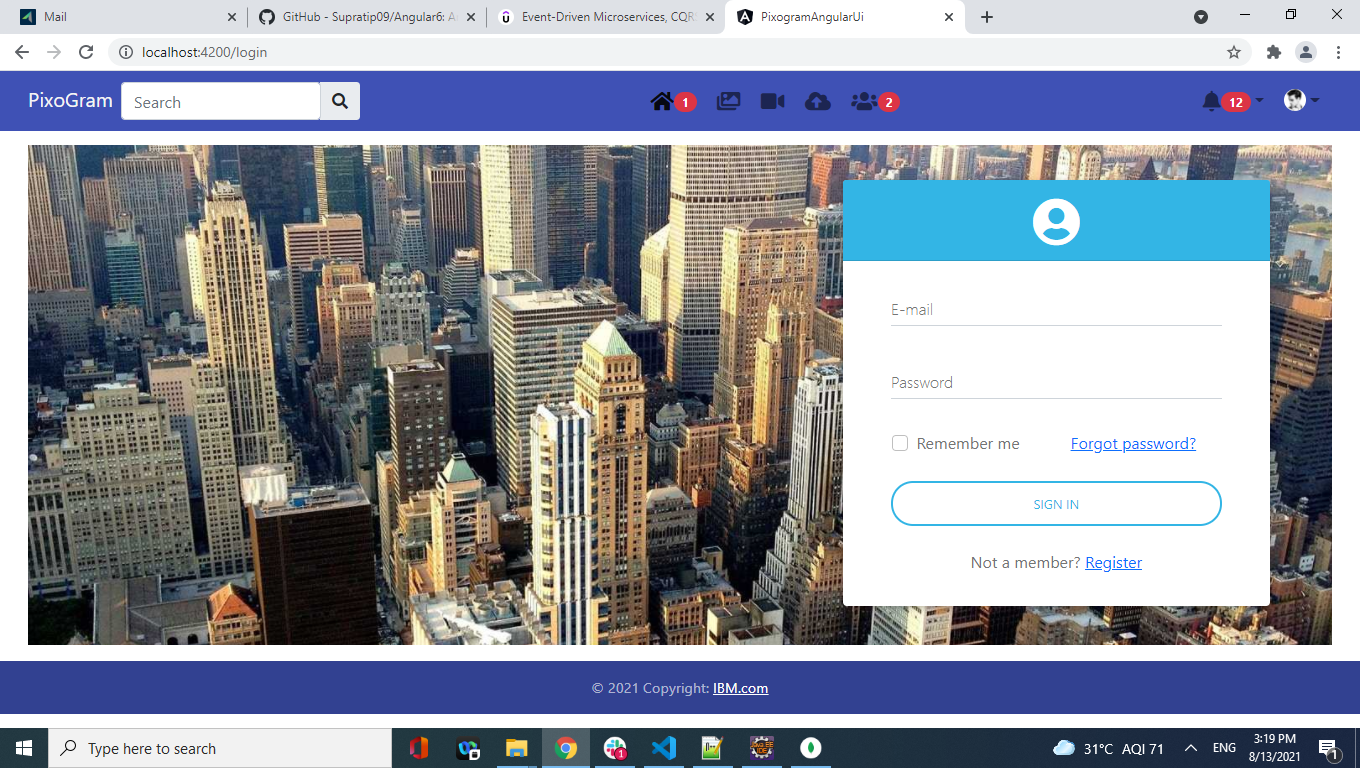 Mail
GitHub - Supratip09/Angular6: A
Event-Driven Microservices, CQR
PixogramAngularUi
localhost:4200/login
PixoGram
Search
1
2
12
E-mail
Password
Remember me
Forgot password?
SIGN IN
Not a member? Register
© 2021 Copyright: IBM.com
Type here to search
1
31°C AQI 71
ENG
3:19 PM
8/13/2021
1